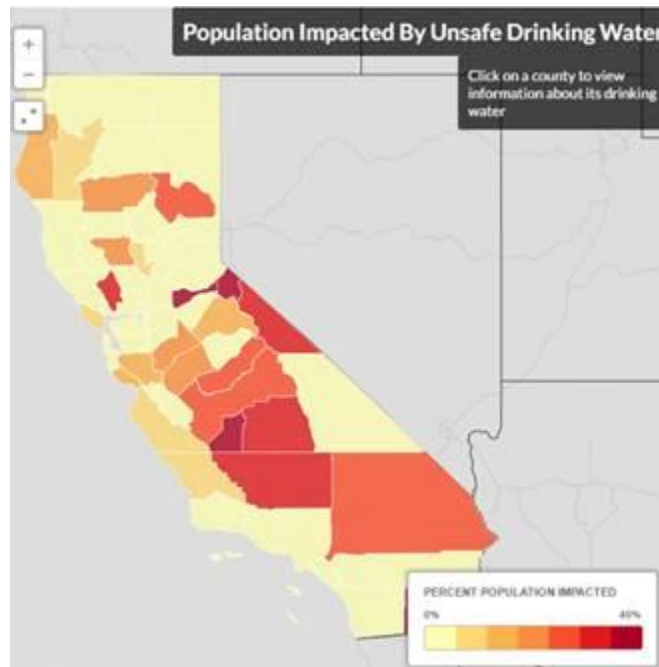 +
Population Impacted By Unsafe Drinking Water
−
Click on a county to view
information about its drinking
water
PERCENT POPULATION IMPACTED
0% 40%